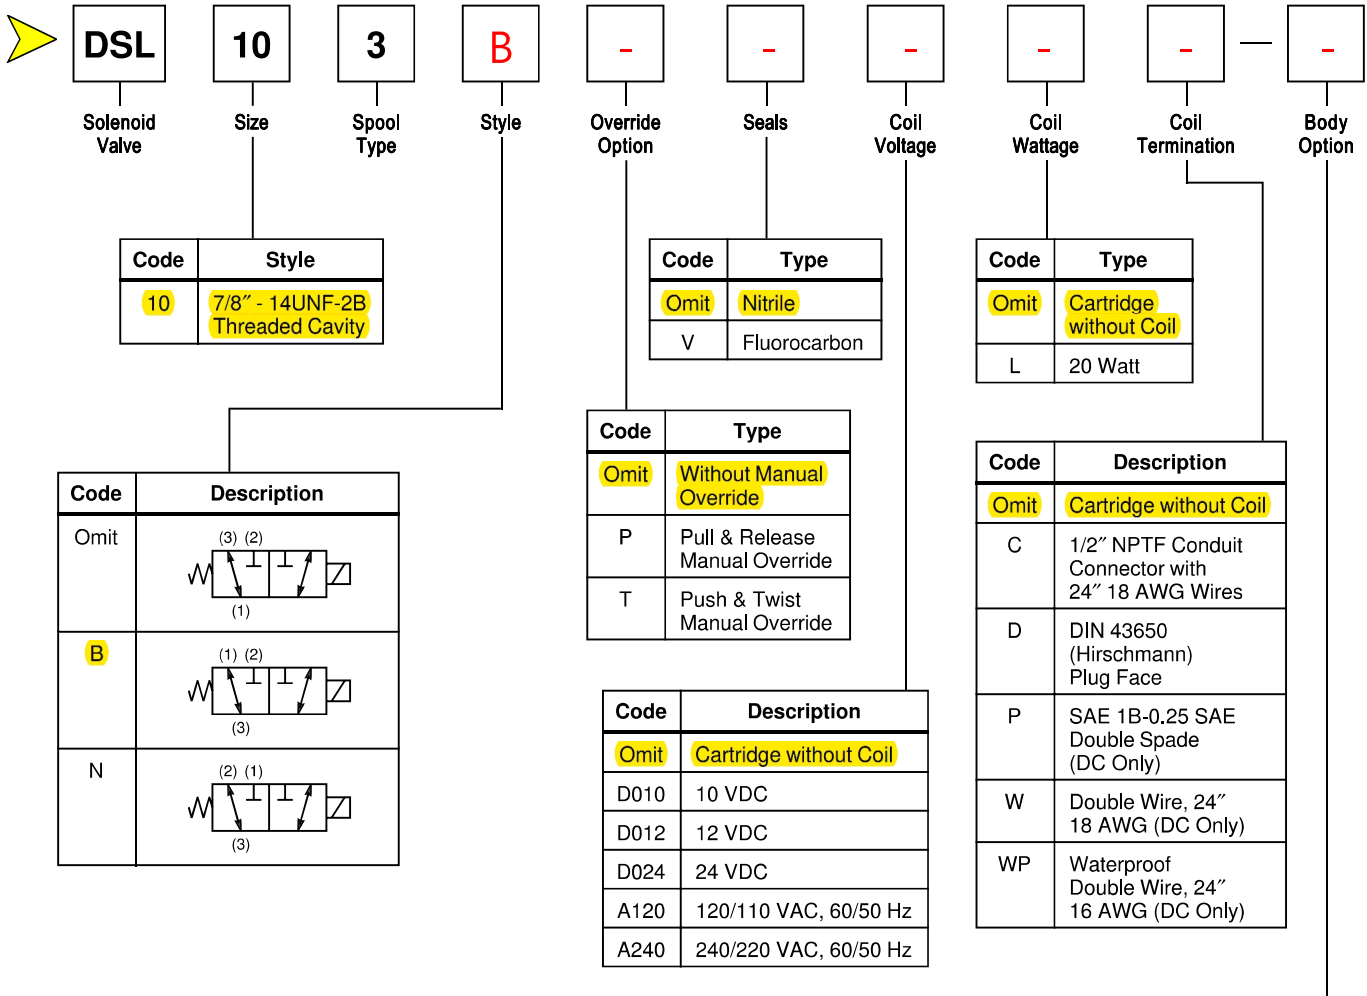 DSL 10 3 B - - - - - — -
Solenoid Valve
Size
Spool Type
Style
Override Option
Seals
Coil Voltage
Coil Wattage
Coil Termination
Body Option
Code Style
10 7/8″ - 14UNF-2B
Threaded Cavity
Code Type
Omit Nitrile
V Fluorocarbon
Code Type
Omit Cartridge
without Coil
L 20 Watt
Code Type
Omit Without Manual
Override
P Pull & Release
Manual Override
T Push & Twist
Manual Override
Code Description
Omit (3) (2)
(1)
B (1) (2)
(3)
N (2) (1)
(3)
Code Description
Omit Cartridge without Coil
D010 10 VDC
D012 12 VDC
D024 24 VDC
A120 120/110 VAC, 60/50 Hz
A240 240/220 VAC, 60/50 Hz
Code Description
Omit Cartridge without Coil
C 1/2″ NPTF Conduit
Connector with
24″ 18 AWG Wires
D DIN 43650
(Hirschmann)
Plug Face
P SAE 1B-0.25 SAE
Double Spade
(DC Only)
W Double Wire, 24″
18 AWG (DC Only)
WP Waterproof
Double Wire, 24″
16 AWG (DC Only)